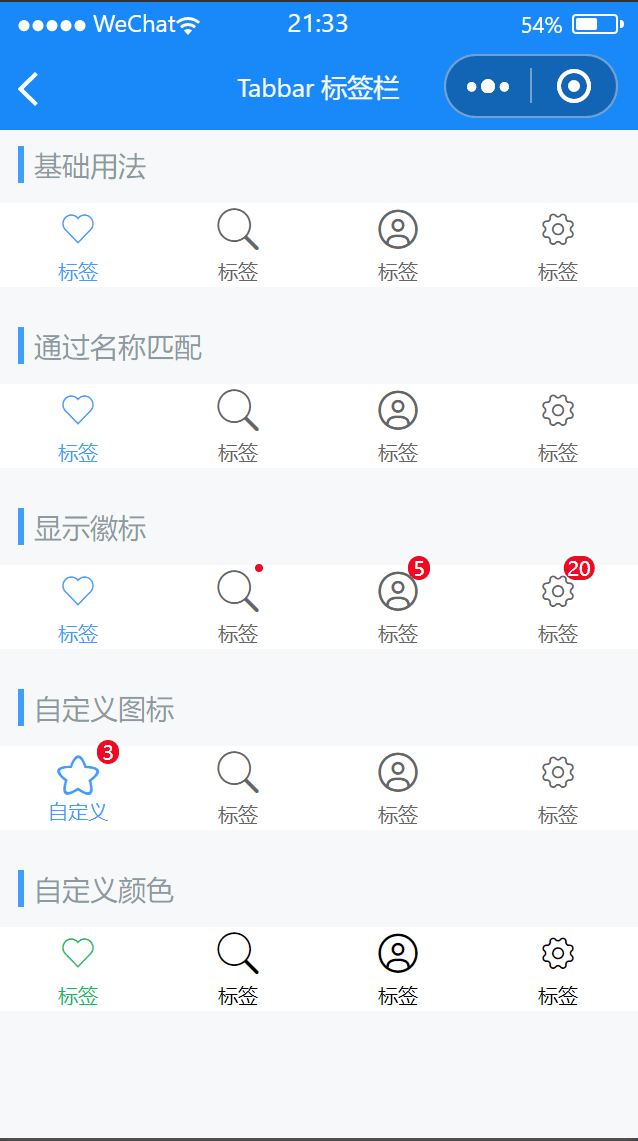 WeChat 21:33 54%
Tabbar 标签栏
基础用法
标签 标签 标签 标签
通过名称匹配
标签 标签 标签 标签
显示徽标
5 20
标签 标签 标签 标签
自定义图标
3
自定义 标签 标签 标签
自定义颜色
标签 标签 标签 标签